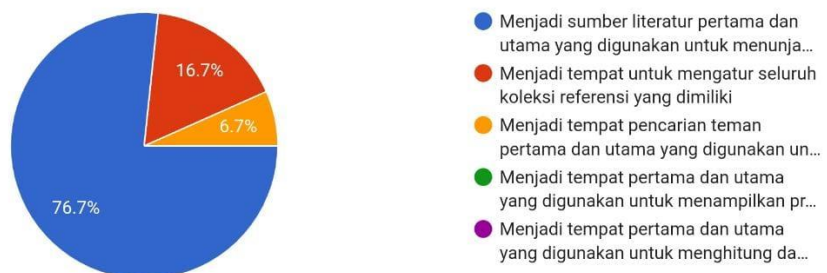 76.7%
16.7%
6.7%
Menjadi sumber literatur pertama dan
utama yang digunakan untuk menunja...
Menjadi tempat untuk mengatur seluruh
koleksi referensi yang dimiliki
Menjadi tempat pencarian teman
pertama dan utama yang digunakan un...
Menjadi tempat pertama dan utama
yang digunakan untuk menampilkan pr...
Menjadi tempat pertama dan utama
yang digunakan untuk menghitung da...